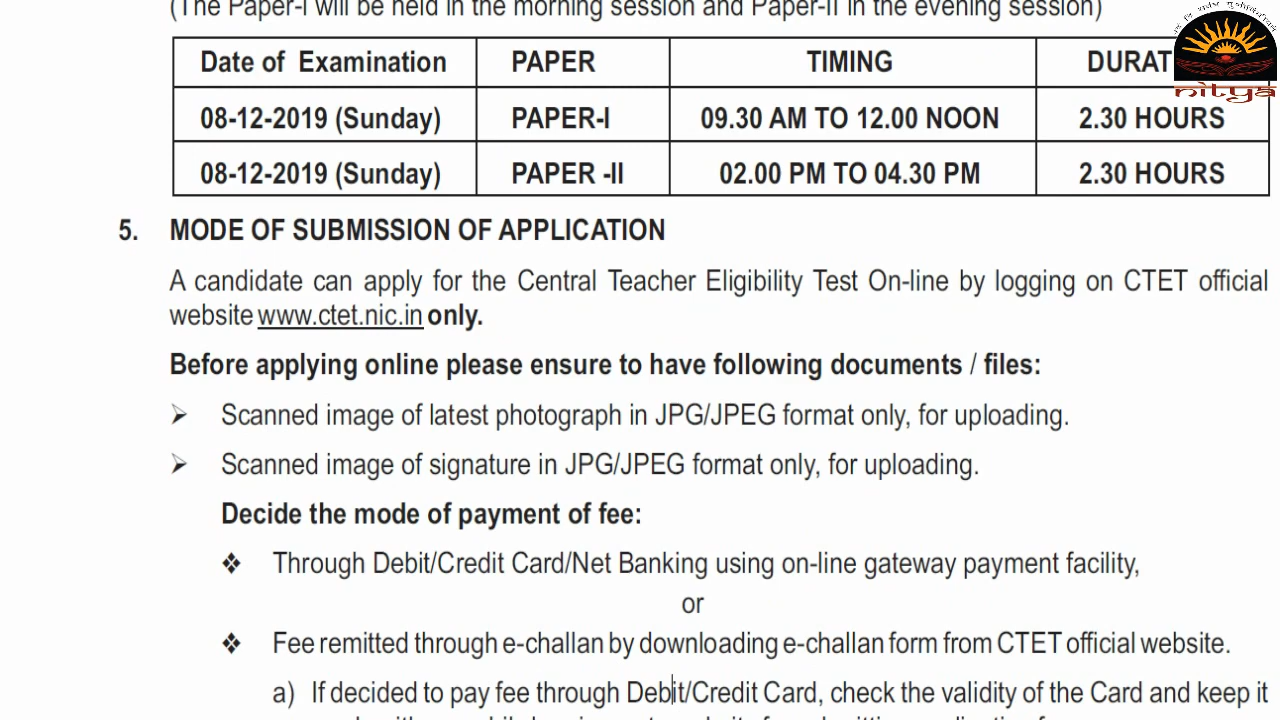 (The Paper-I will be held in the morning session and Paper-II in the evening session)
Date of Examination PAPER TIMING DURAT
08-12-2019 (Sunday) PAPER-I 09.30 AM TO 12.00 NOON 2.30 HOURS
08-12-2019 (Sunday) PAPER -II 02.00 PM TO 04.30 PM 2.30 HOURS
nitya
5. MODE OF SUBMISSION OF APPLICATION
A candidate can apply for the Central Teacher Eligibility Test On-line by logging on CTET official
website www.ctet.nic.in only.
Before applying online please ensure to have following documents / files:
➢ Scanned image of latest photograph in JPG/JPEG format only, for uploading.
➢ Scanned image of signature in JPG/JPEG format only, for uploading.
Decide the mode of payment of fee:
❖ Through Debit/Credit Card/Net Banking using on-line gateway payment facility,
or
❖ Fee remitted through e-challan by downloading e-challan form from CTET official website.
a) If decided to pay fee through Debit/Credit Card, check the validity of the Card and keep it